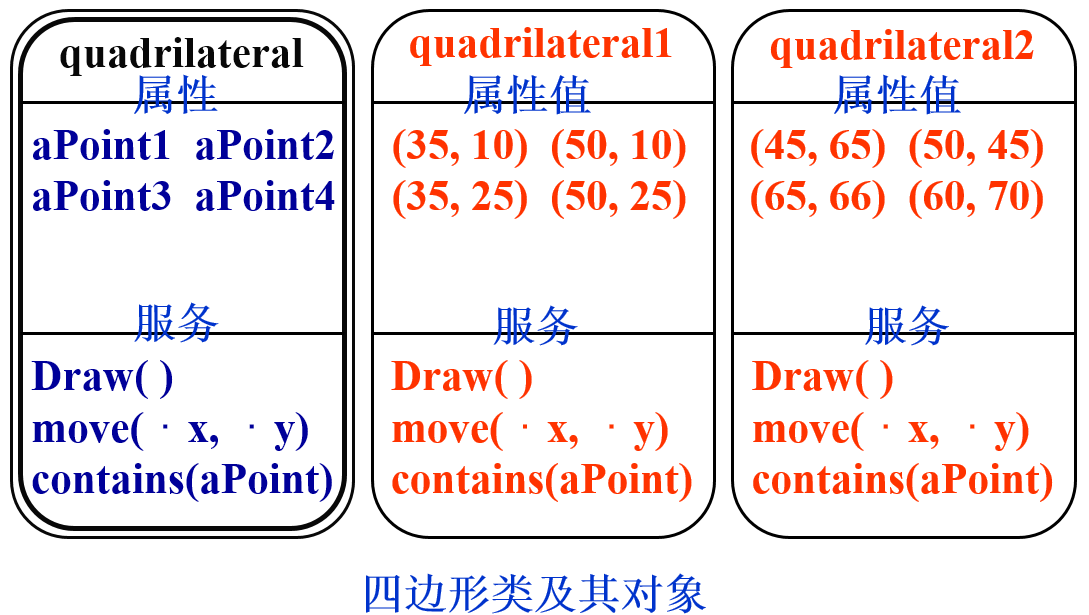 quadrilateral
属性
aPoint1 aPoint2
aPoint3 aPoint4
服务
Draw( )
move( · x, · y)
contains(aPoint)
quadrilateral1
属性值
(35, 10) (50, 10)
(35, 25) (50, 25)
服务
Draw( )
move( · x, · y)
contains(aPoint)
quadrilateral2
属性值
(45, 65) (50, 45)
(65, 66) (60, 70)
服务
Draw( )
move( · x, · y)
contains(aPoint)
四边形类及其对象